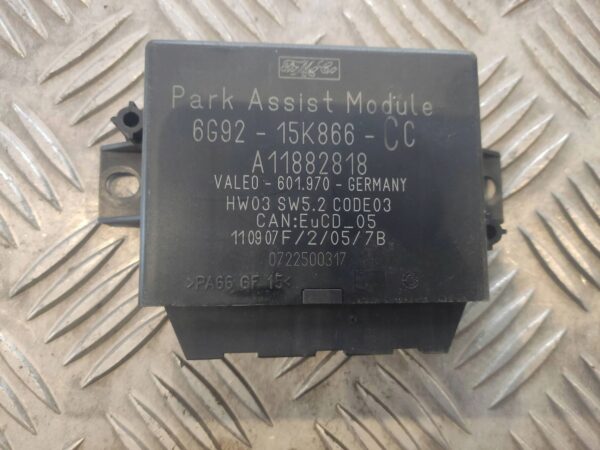 FoMoCo
Park Assist Module
6G92 - 15K866 - CC
A11882818
VALEO - 601.970 - GERMANY
HW03 SW5.2 CODE03
CAN:EuCD_05
110907F/2/05/7B
0722500317
>PA66 GF 15<